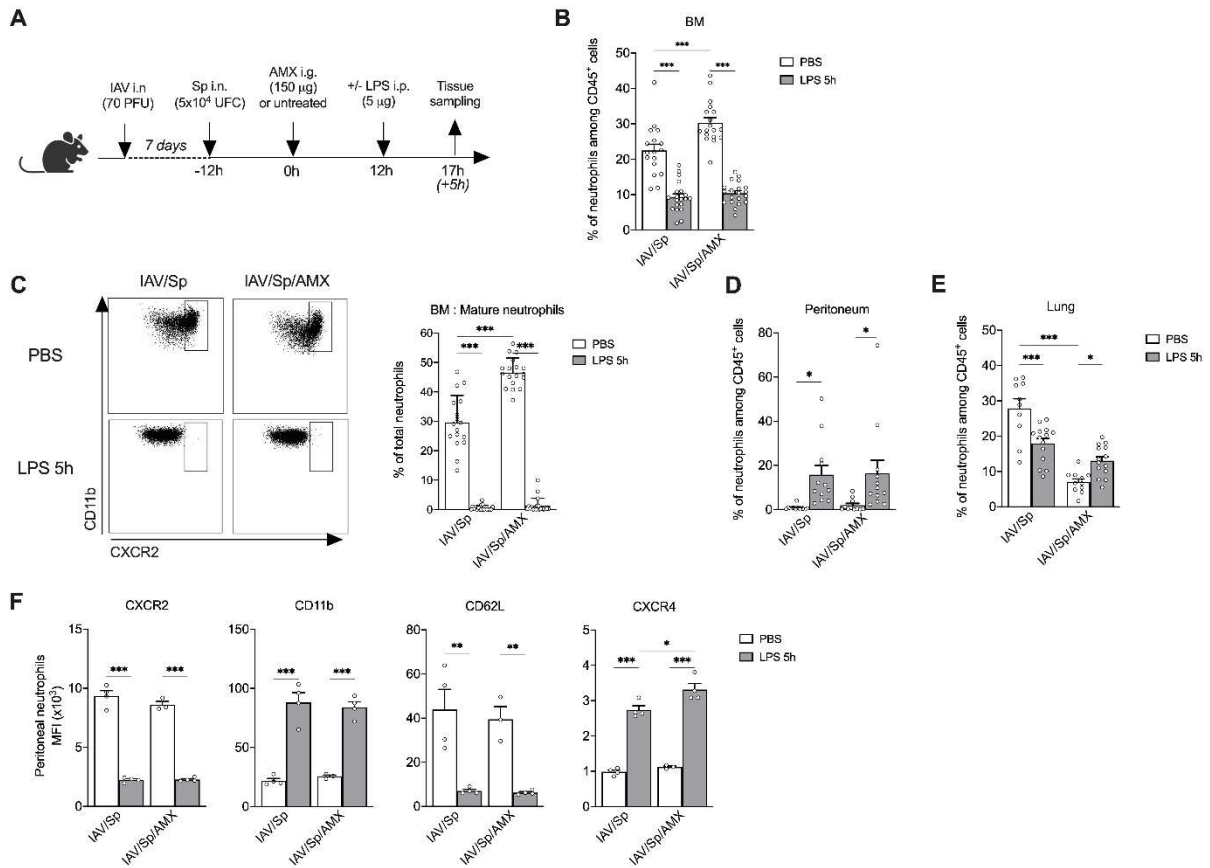 A
IAV i.n
(70 PFU)
Sp i.n.
(5x10⁴ UFC)
AMX i.g.
(150 µg)
or untreated
+/- LPS i.p.
(5 µg)
Tissue
sampling
7 days
-12h
0h
12h
17h
(+5h)
B
BM
% of neutrophils among CD45⁺ cells
50
40
30
20
10
0
***
***
***
IAV/Sp
IAV/Sp/AMX
PBS
LPS 5h
C
IAV/Sp
IAV/Sp/AMX
PBS
LPS 5h
CD11b
CXCR2
BM : Mature neutrophils
% of total neutrophils
60
50
40
30
20
10
0
***
***
***
IAV/Sp
IAV/Sp/AMX
PBS
LPS 5h
D
Peritoneum
% of neutrophils among CD45⁺ cells
80
60
40
20
0
*
*
IAV/Sp
IAV/Sp/AMX
E
Lung
% of neutrophils among CD45⁺ cells
50
40
30
20
10
0
***
***
*
IAV/Sp
IAV/Sp/AMX
PBS
LPS 5h
F
Peritoneal neutrophils
MFI (x10³)
CXCR2
15
10
5
0
***
***
IAV/Sp
IAV/Sp/AMX
CD11b
150
100
50
0
***
***
IAV/Sp
IAV/Sp/AMX
CD62L
80
60
40
20
0
**
**
IAV/Sp
IAV/Sp/AMX
CXCR4
5
4
3
2
1
0
*
***
***
IAV/Sp
IAV/Sp/AMX
PBS
LPS 5h